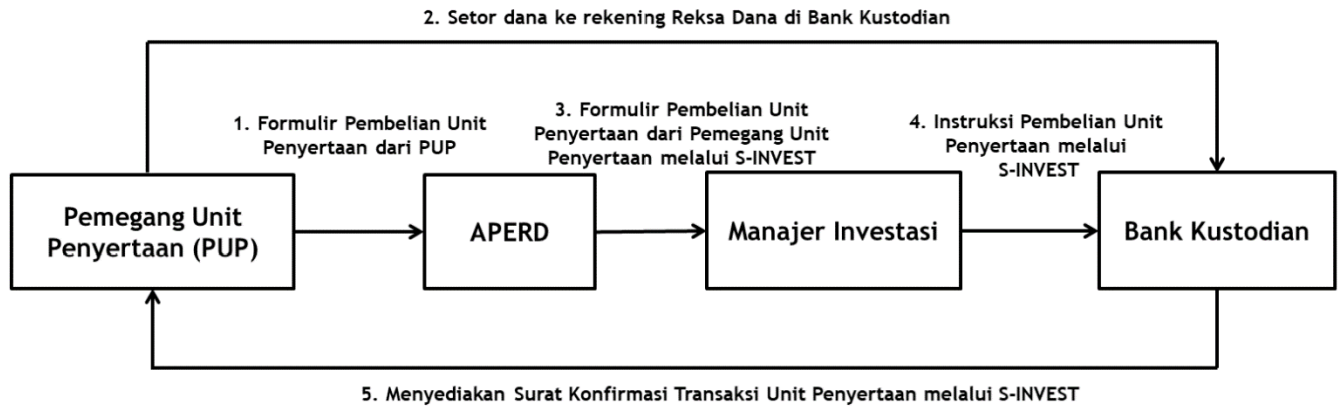 2. Setor dana ke rekening Reksa Dana di Bank Kustodian
1. Formulir Pembelian Unit
Penyertaan dari PUP
3. Formulir Pembelian Unit
Penyertaan dari Pemegang Unit
Penyertaan melalui S-INVEST
4. Instruksi Pembelian Unit
Penyertaan melalui
S-INVEST
Pemegang Unit
Penyertaan (PUP)
APERD
Manajer Investasi
Bank Kustodian
5. Menyediakan Surat Konfirmasi Transaksi Unit Penyertaan melalui S-INVEST